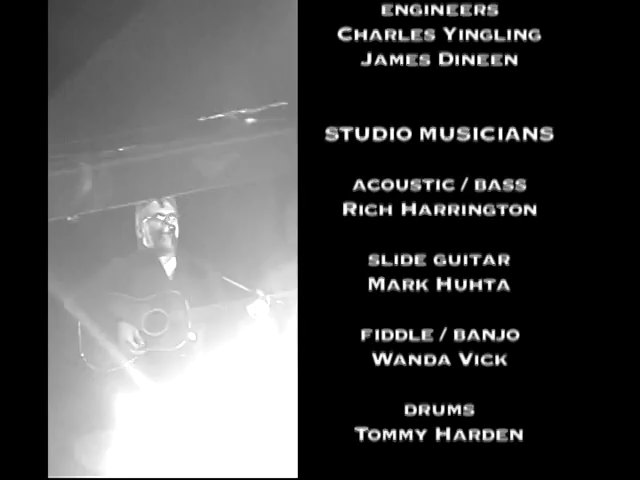 ENGINEERS
CHARLES YINGLING
JAMES DINEEN
STUDIO MUSICIANS
ACOUSTIC / BASS
RICH HARRINGTON
SLIDE GUITAR
MARK HUHTA
FIDDLE / BANJO
WANDA VICK
DRUMS
TOMMY HARDEN